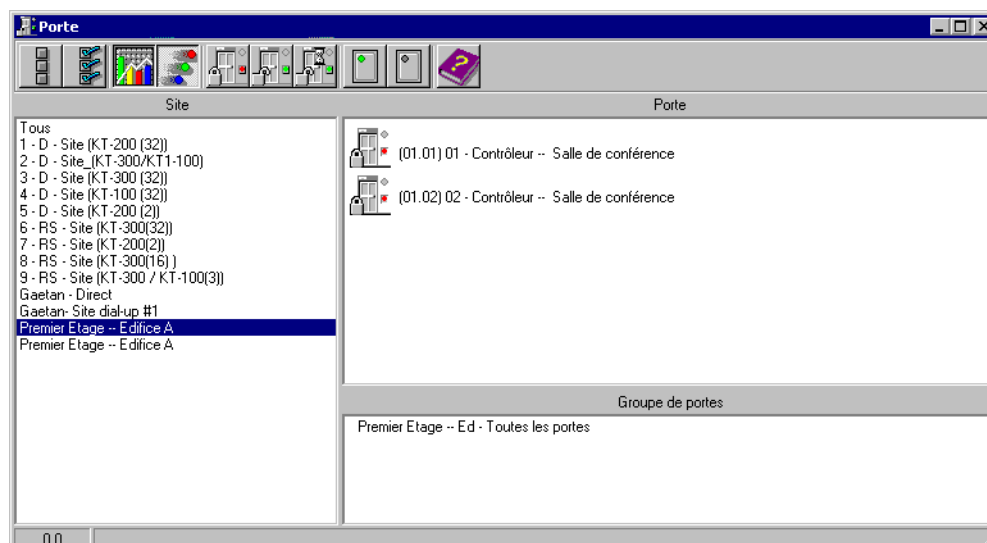 Porte
Site
Porte
Tous
1 - D - Site (KT-200 (32))
2 - D - Site_(KT-300/KT1-100)
3 - D - Site (KT-300 (32))
4 - D - Site (KT-100 (32))
5 - D - Site (KT-200 (2))
6 - RS - Site (KT-300(32))
7 - RS - Site (KT-200(2))
8 - RS - Site (KT-300(16) )
9 - RS - Site (KT-300 / KT-100(3))
Gaetan - Direct
Gaetan- Site dial-up #1
Premier Etage -- Edifice A
Premier Etage -- Edifice A
(01.01) 01 - Contrôleur -- Salle de conférence
(01.02) 02 - Contrôleur -- Salle de conférence
Groupe de portes
Premier Etage -- Ed - Toutes les portes